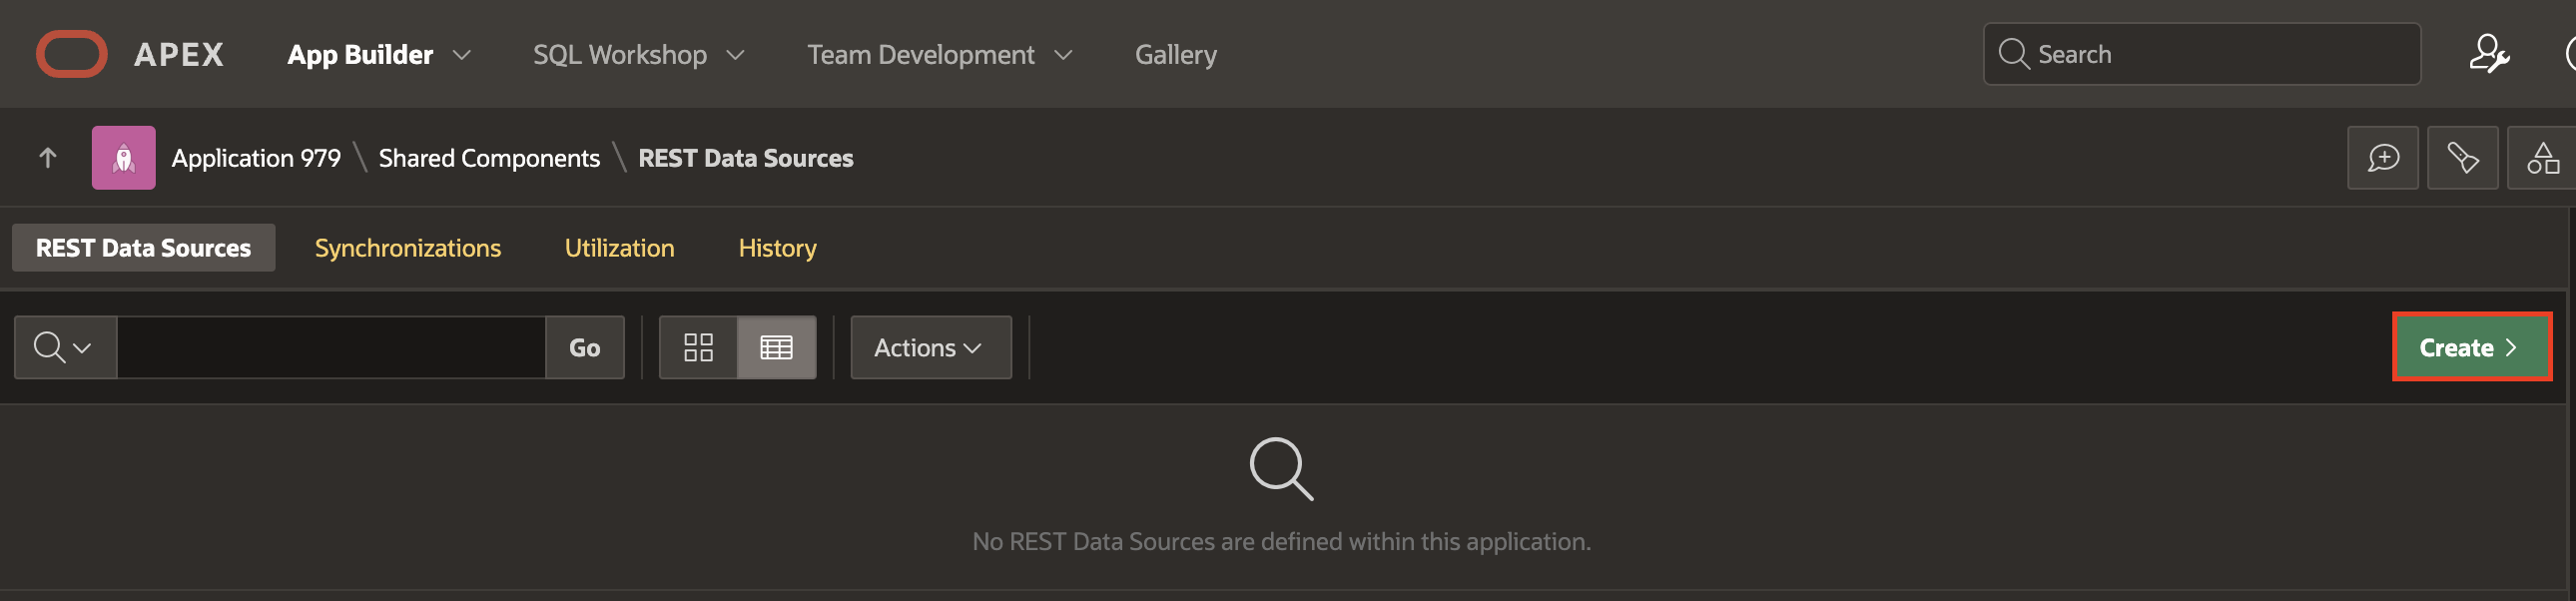 APEX App Builder SQL Workshop Team Development Gallery Search
Application 979 \ Shared Components \ REST Data Sources
REST Data Sources Synchronizations Utilization History
Go Actions Create
No REST Data Sources are defined within this application.